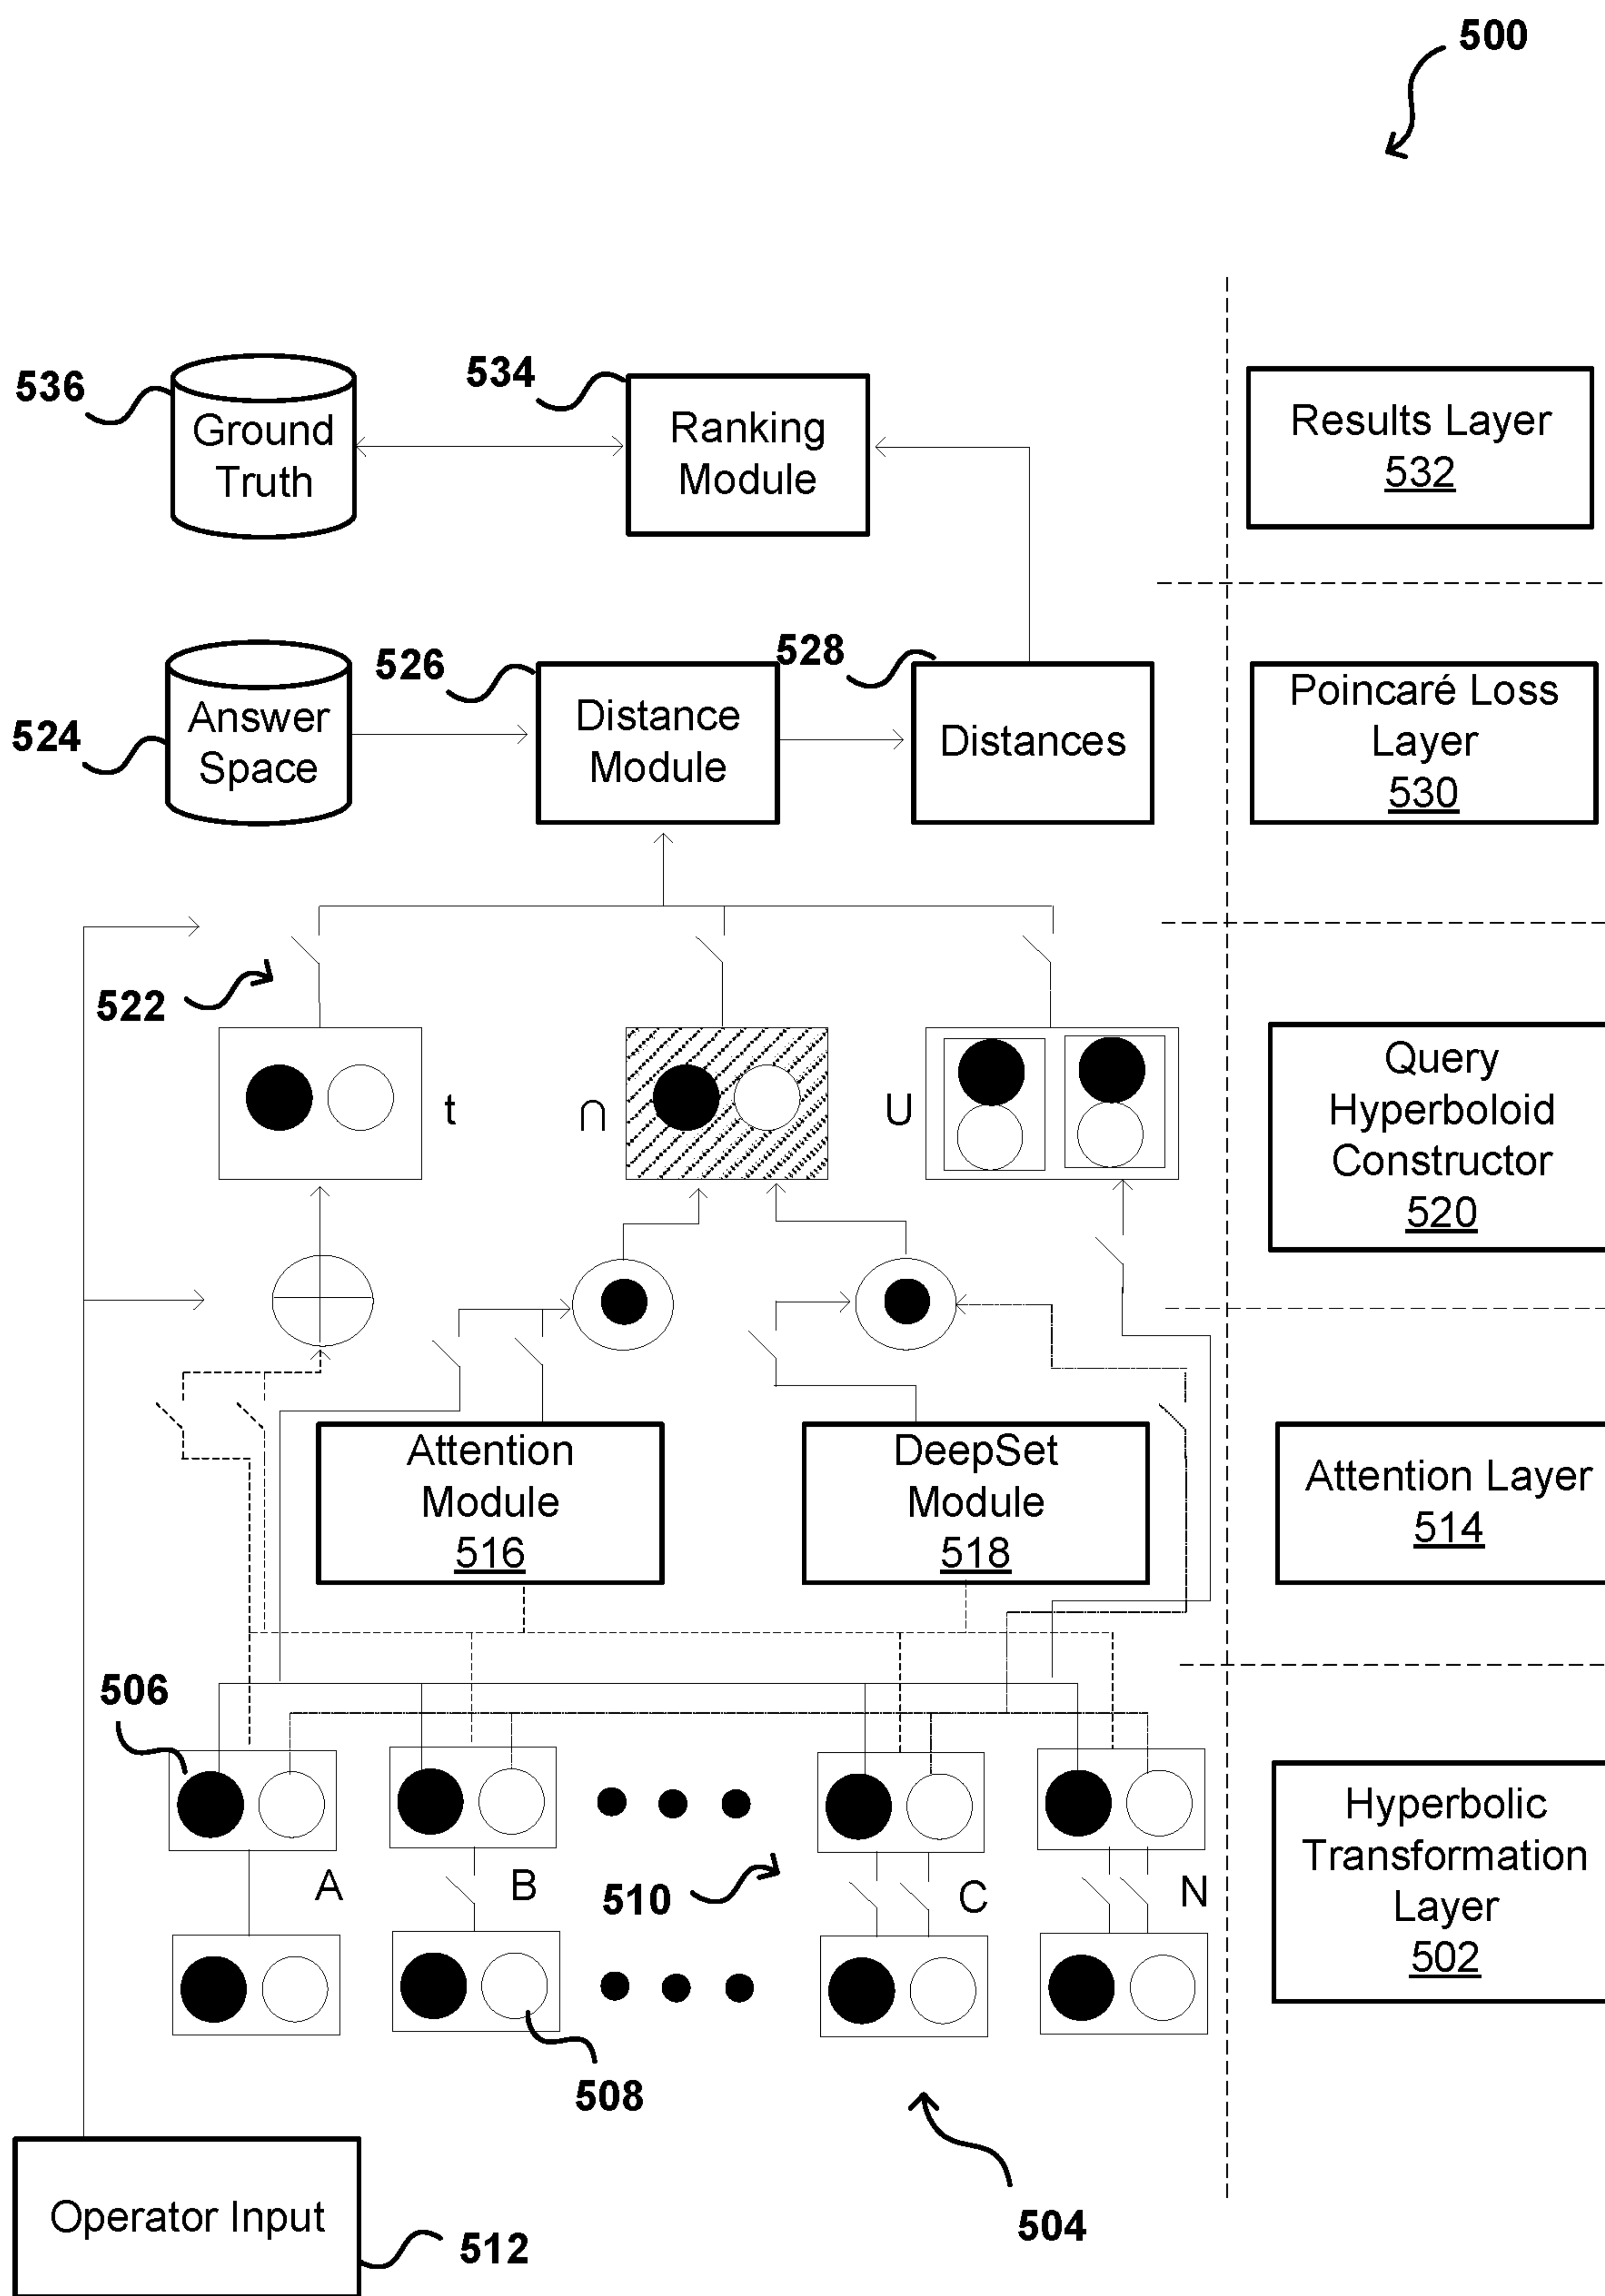 500
536
Ground
Truth
534
Ranking
Module
Results Layer
532
524
Answer
Space
526
Distance
Module
528
Distances
Poincaré Loss
Layer
530
522
t
∩
U
Query
Hyperboloid
Constructor
520
Attention
Module
516
DeepSet
Module
518
Attention Layer
514
506
A
B
510
C
N
508
504
Hyperbolic
Transformation
Layer
502
Operator Input
512